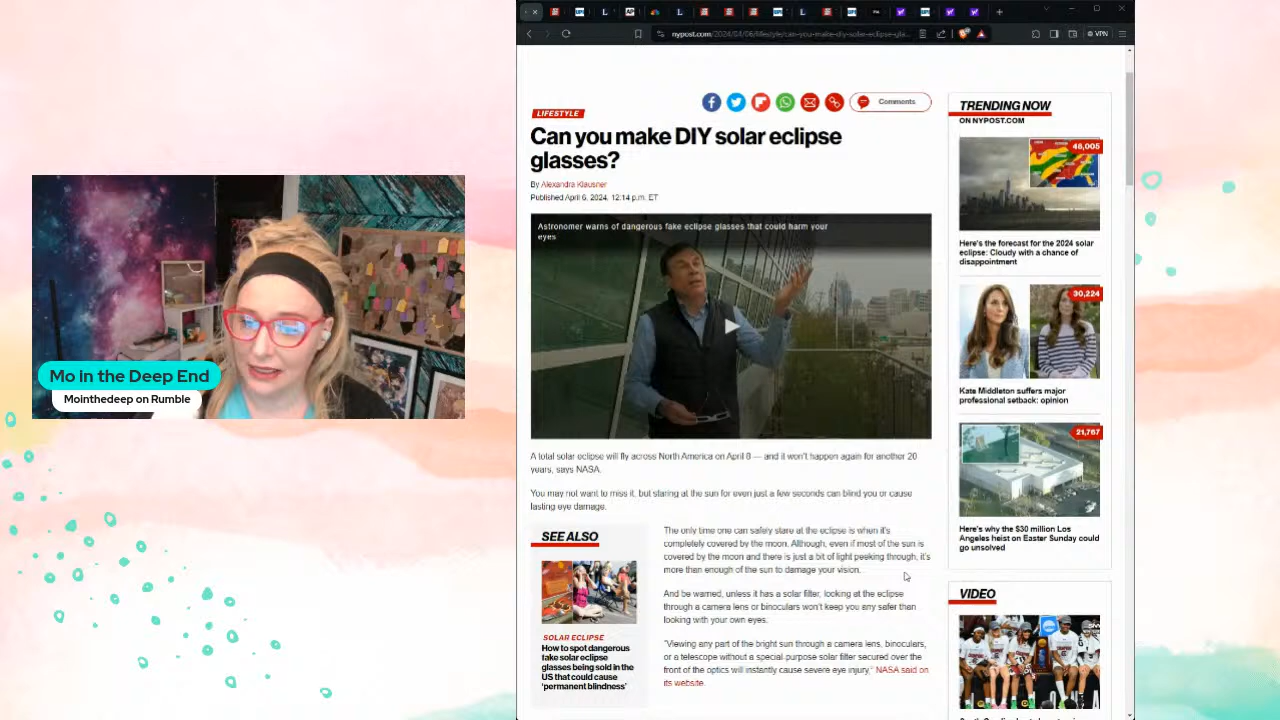 nypost.com/2024/04/06/lifestyle/can-you-make-diy-solar-eclipse-gla...
VPN
Comments
LIFESTYLE
Can you make DIY solar eclipse
glasses?
By Alexandra Klausner
Published April 6, 2024, 12:14 p.m. ET
Astronomer warns of dangerous fake eclipse glasses that could harm your
eyes
A total solar eclipse will fly across North America on April 8 — and it won't happen again for another 20
years, says NASA.
You may not want to miss it, but staring at the sun for even just a few seconds can blind you or cause
lasting eye damage.
SEE ALSO
SOLAR ECLIPSE
How to spot dangerous
fake solar eclipse
glasses being sold in the
US that could cause
'permanent blindness'
The only time one can safely stare at the eclipse is when it's
completely covered by the moon. Although, even if most of the sun is
covered by the moon and there is just a bit of light peeking through, it's
more than enough of the sun to damage your vision.
And be warned, unless it has a solar filter, looking at the eclipse
through a camera lens or binoculars won't keep you any safer than
looking with your own eyes.
"Viewing any part of the bright sun through a camera lens, binoculars,
or a telescope without a special-purpose solar filter secured over the
front of the optics will instantly cause severe eye injury," NASA said on
its website.
TRENDING NOW
ON NYPOST.COM
46,005
Here's the forecast for the 2024 solar
eclipse: Cloudy with a chance of
disappointment
30,224
Kate Middleton suffers major
professional setback: opinion
21,767
Here's why the $30 million Los
Angeles heist on Easter Sunday could
go unsolved
VIDEO
Mo in the Deep End
Mointhedeep on Rumble